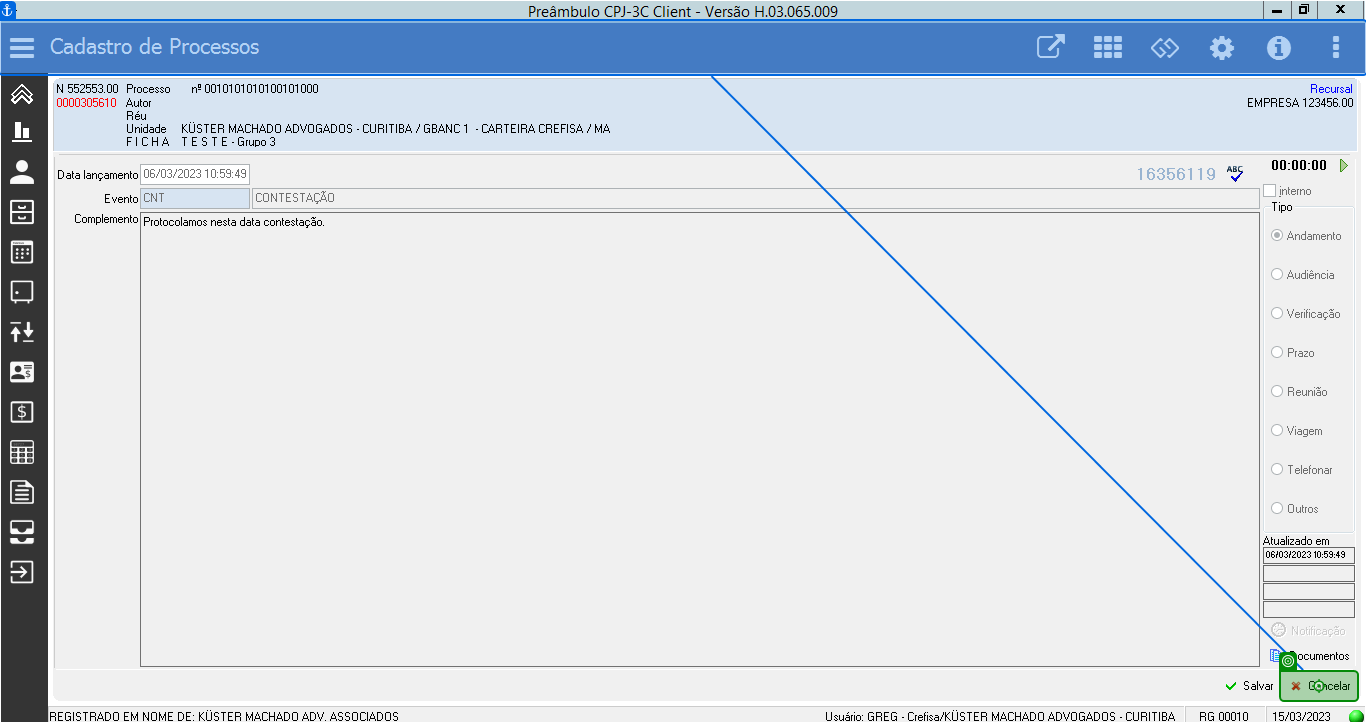 Preâmbulo CPJ-3C Client - Versão H.03.065.009
Cadastro de Processos
N 552553.00 Processo nº 0010101010100101000 Recursal
0000305610 Autor EMPRESA 123456.00
Réu
Unidade KÜSTER MACHADO ADVOGADOS - CURITIBA / GBANC 1 - CARTEIRA CREFISA / MA
F I C H A T E S T E - Grupo 3
Data lançamento 06/03/2023 10:59:49 16356119 ABC 00:00:00
interno
Evento CNT CONTESTAÇÃO
Tipo
Complemento Protocolamos nesta data contestação.
Andamento
Audiência
Verificação
Prazo
Reunião
Viagem
Telefonar
Outros
Atualizado em
06/03/2023 10:59:49
Notificação
Documentos
Salvar Cancelar
REGISTRADO EM NOME DE: KÜSTER MACHADO ADV. ASSOCIADOS Usuário: GREG - Crefisa/KÜSTER MACHADO ADVOGADOS - CURITIBA RG 00010 15/03/2023